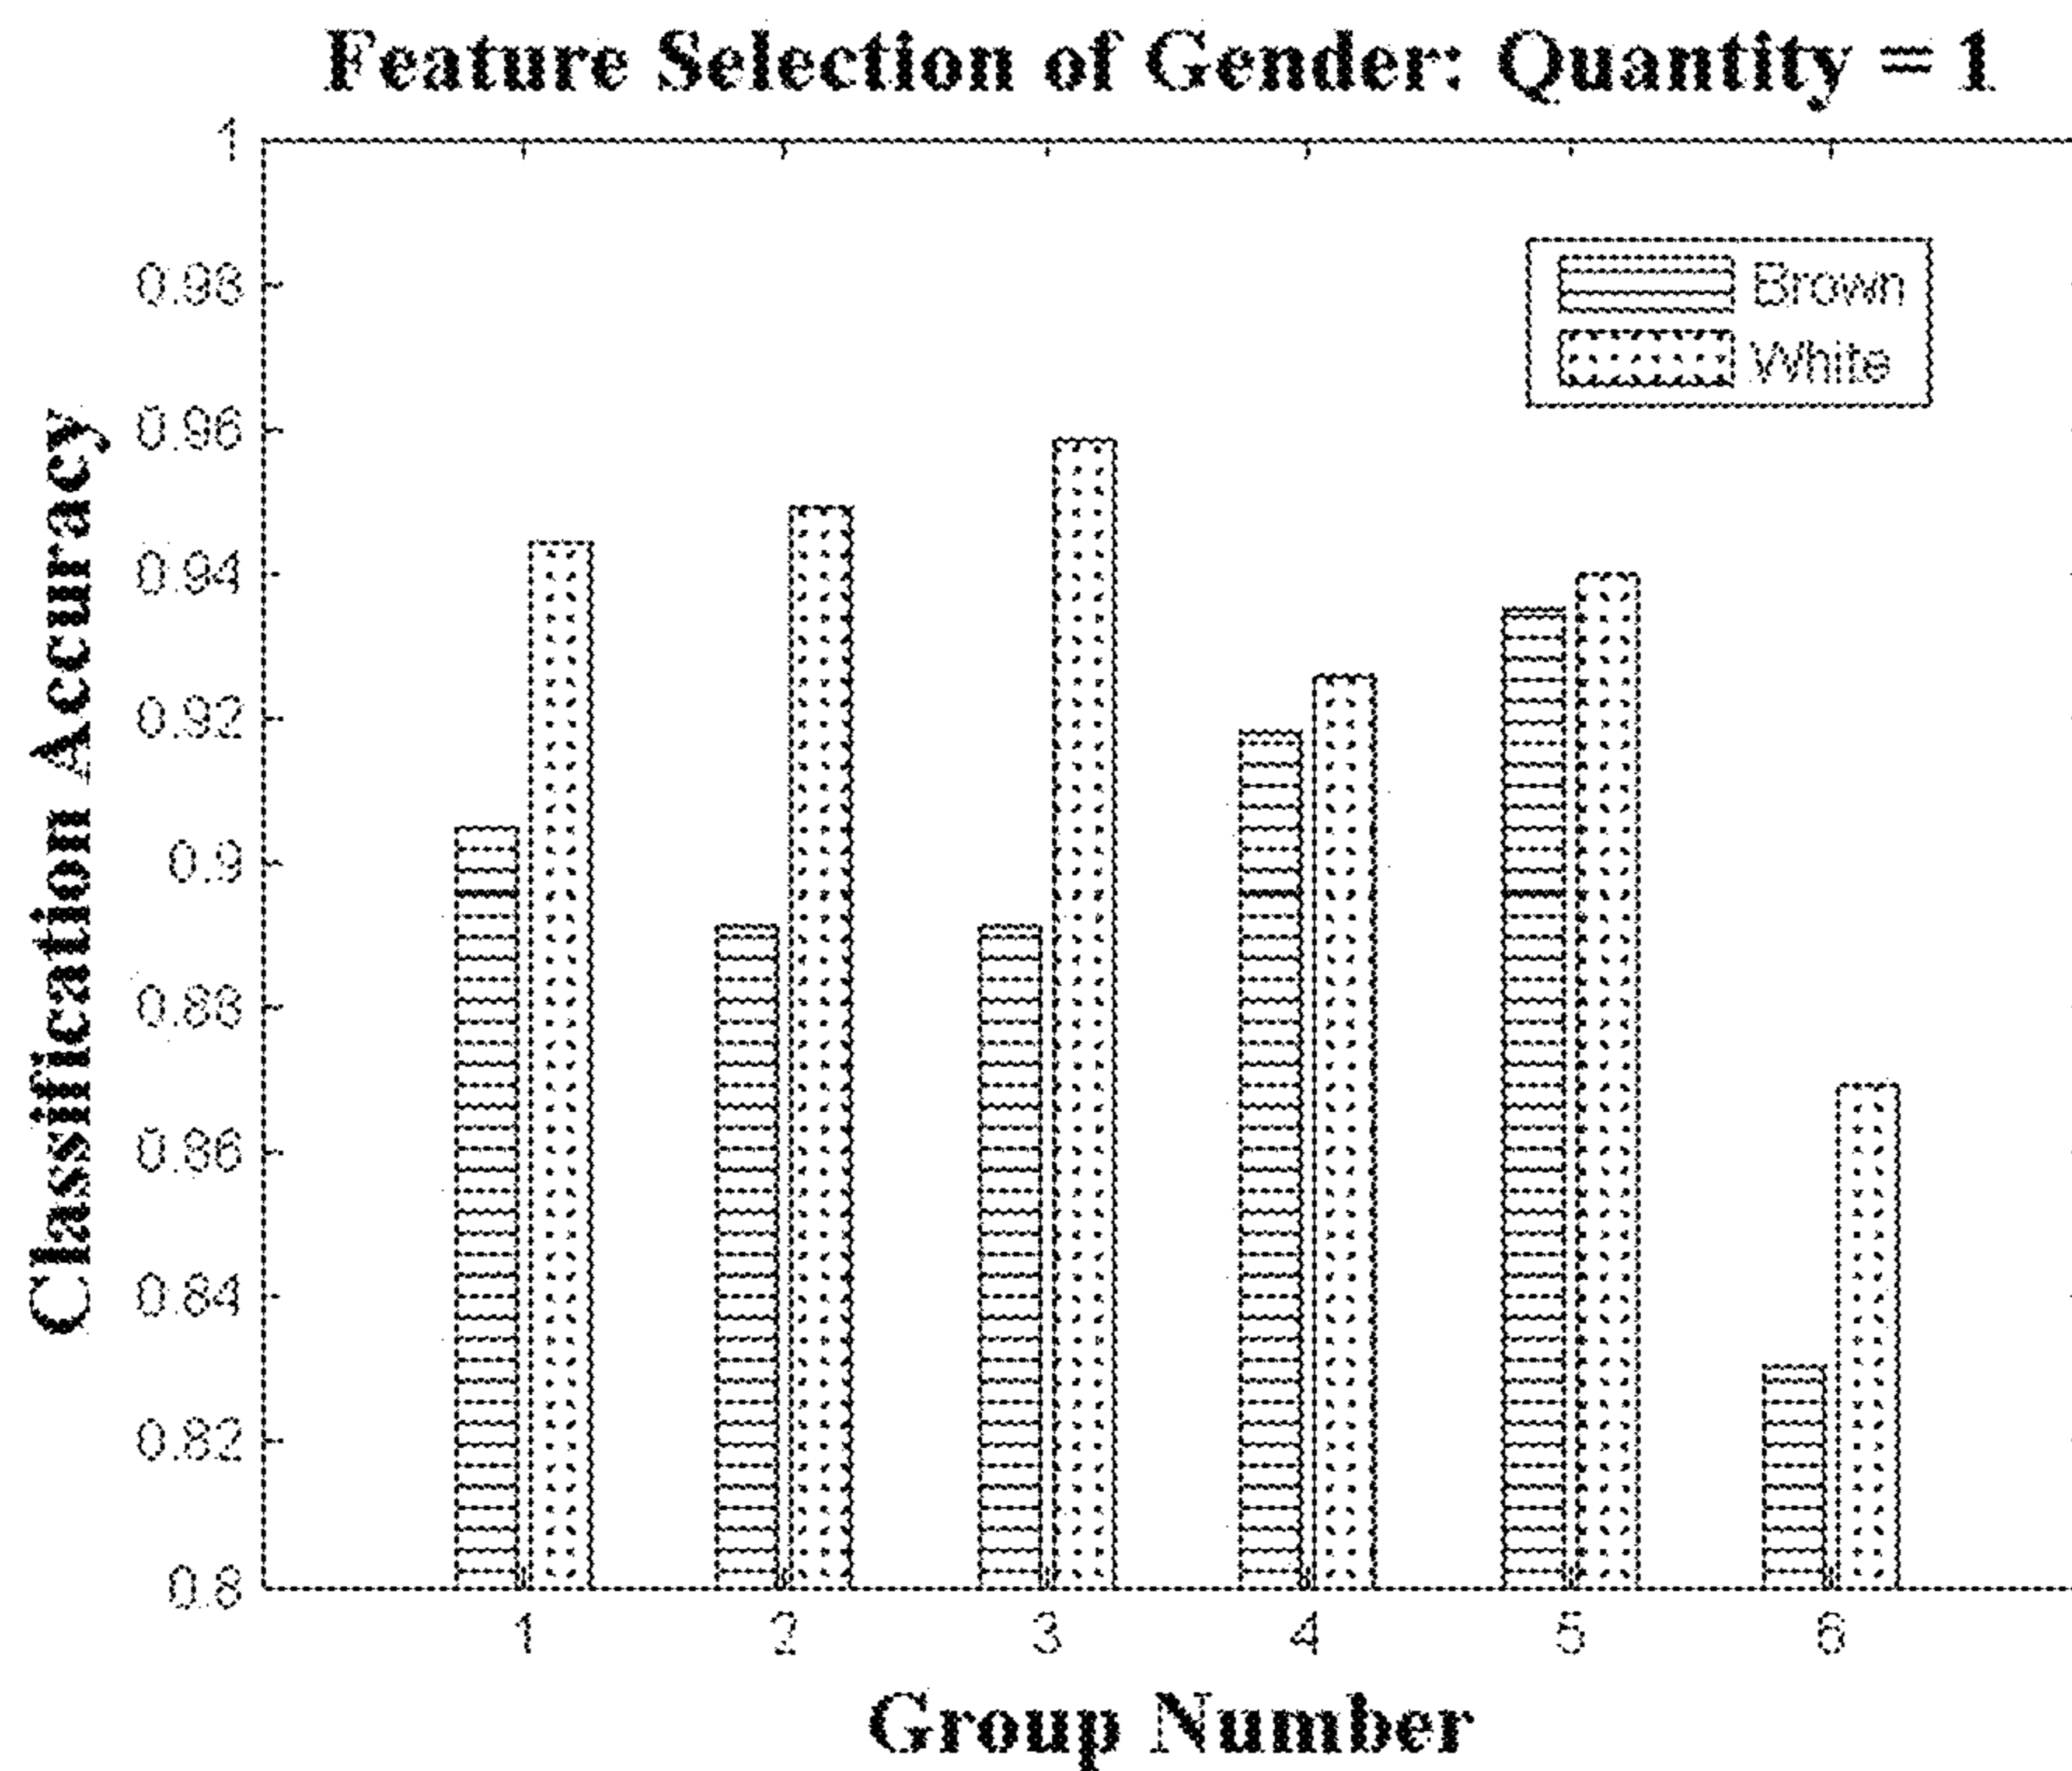 Feature Selection of Gender: Quantity = 1
1
0.98
0.96
0.94
0.92
0.9
0.88
0.86
0.84
0.82
0.8
Classification Accuracy
Brown
White
1 2 3 4 5 6
Group Number